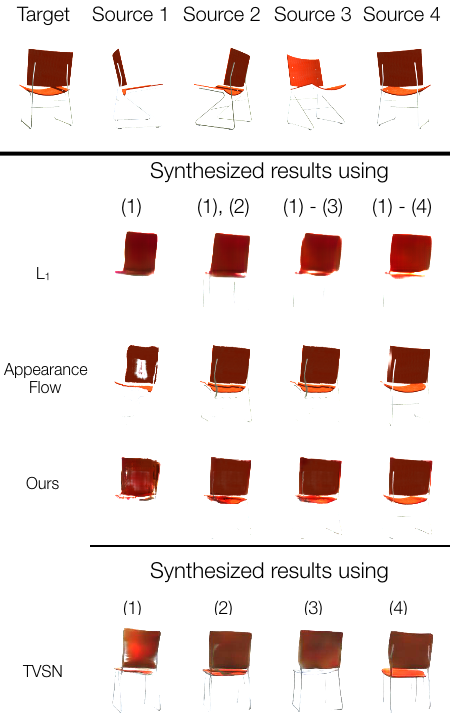 Target Source 1 Source 2 Source 3 Source 4
Synthesized results using
(1) (1), (2) (1) - (3) (1) - (4)
L₁
Appearance
Flow
Ours
Synthesized results using
(1) (2) (3) (4)
TVSN